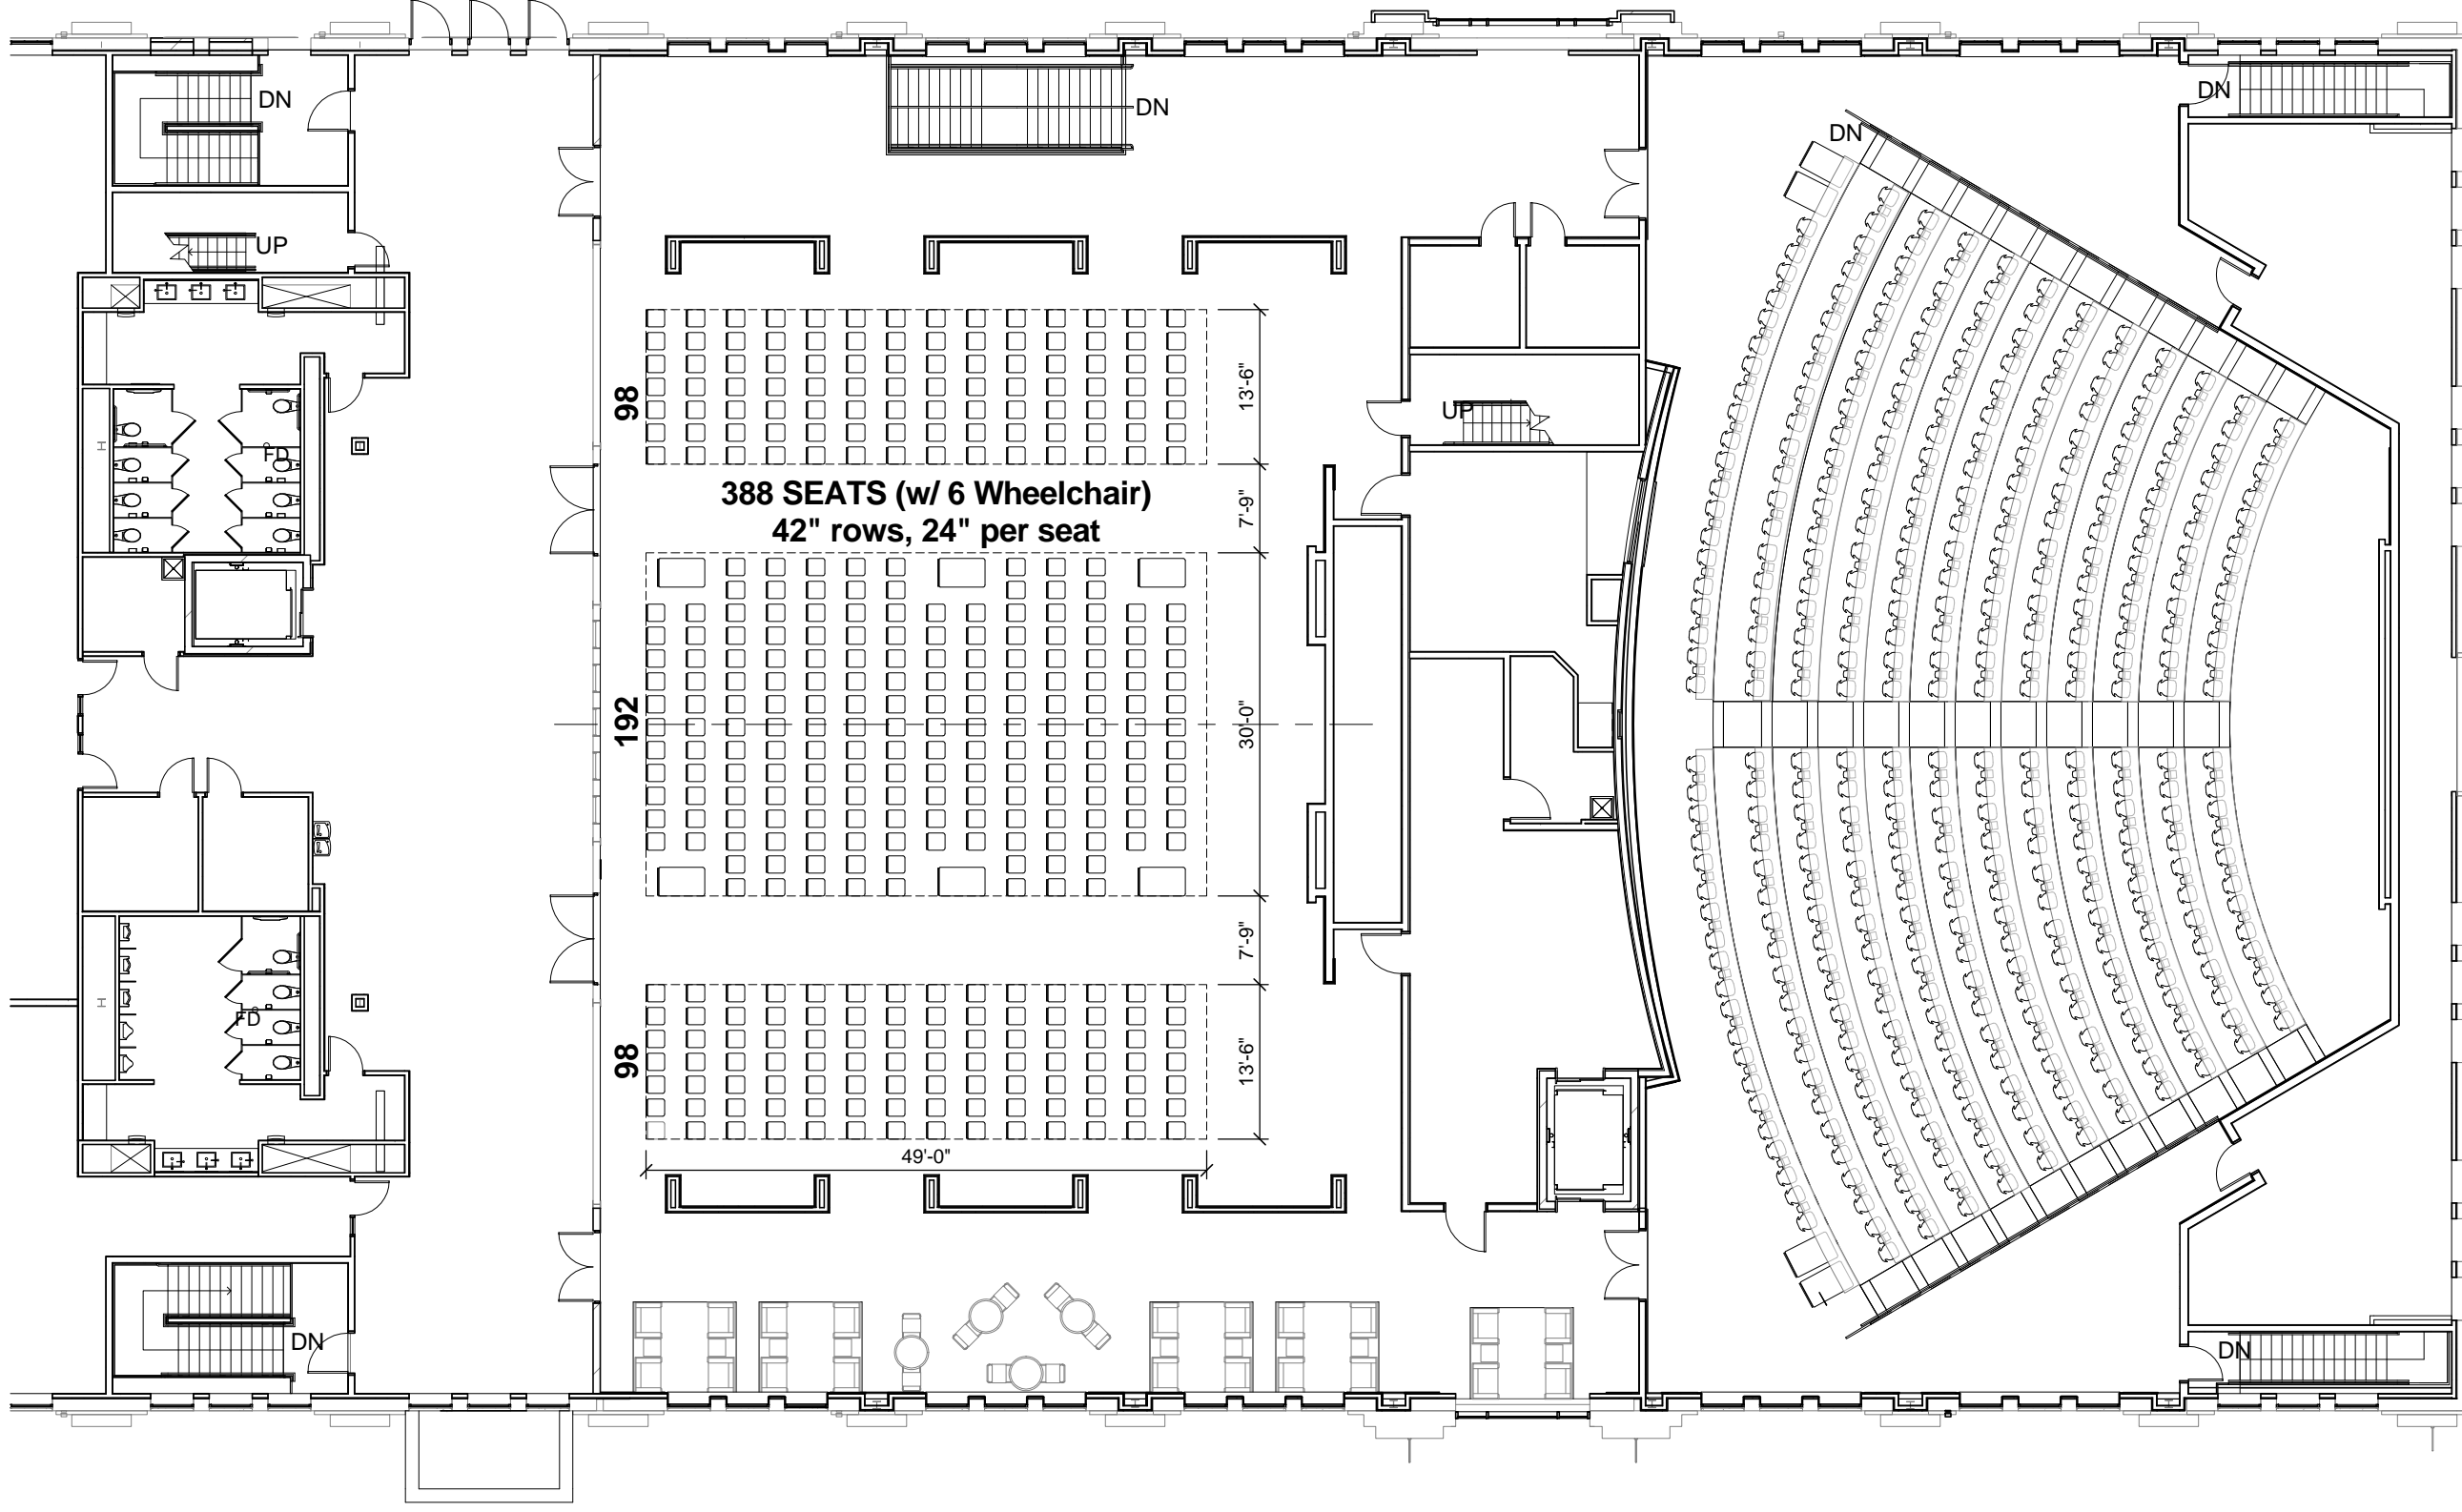 DN
DN
DN
DN
UP
98
13'-6"
UP
FD
388 SEATS (w/ 6 Wheelchair)
42" rows, 24" per seat
7'-9"
H
192
30'-0"
7'-9"
H
FD
98
13'-6"
49'-0"
DN
DN